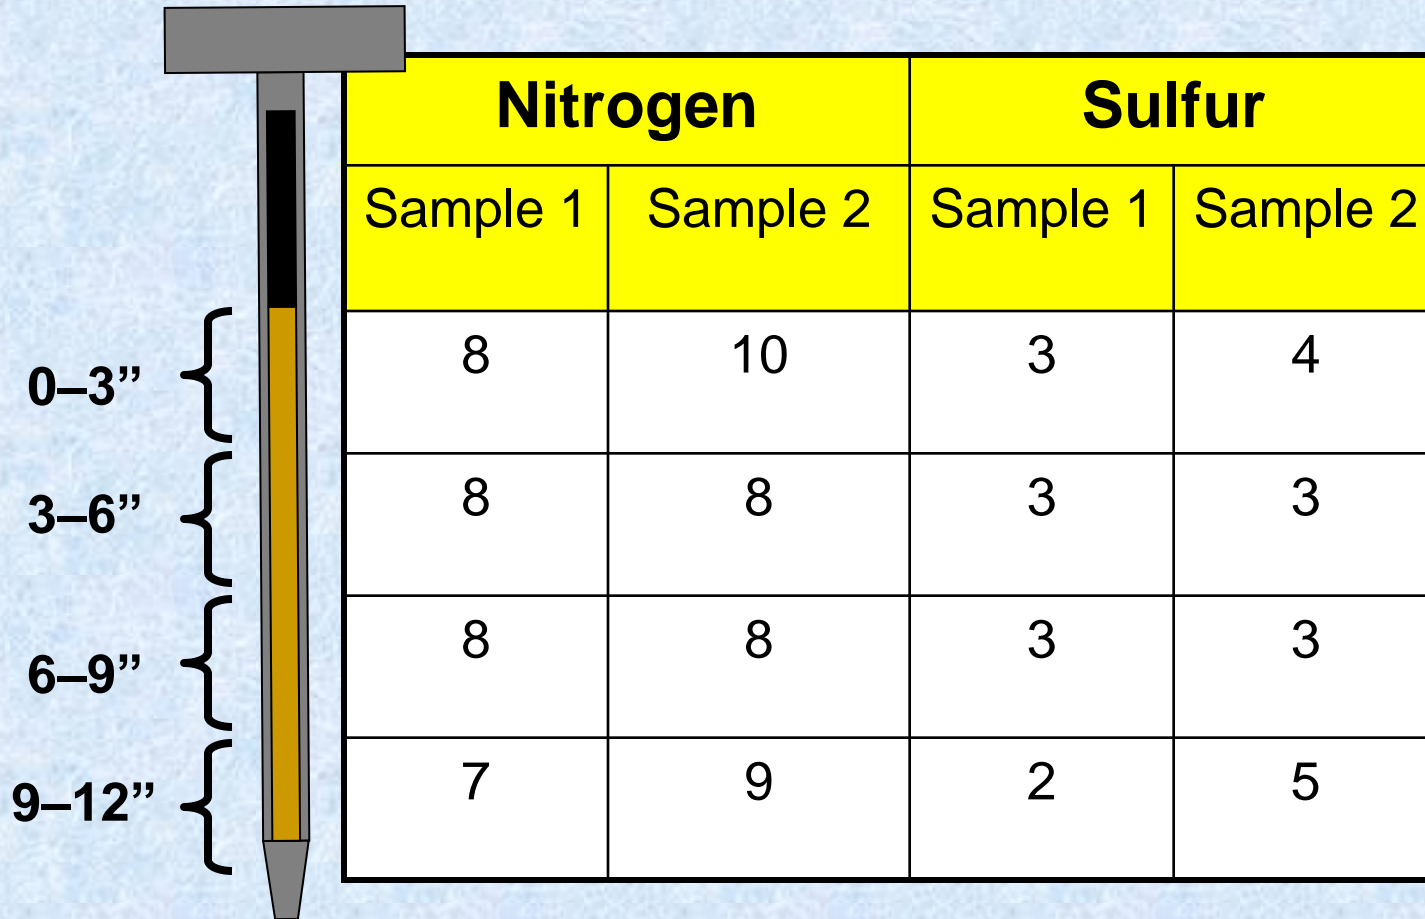 Nitrogen Sulfur
Sample 1 Sample 2 Sample 1 Sample 2
0–3” 8 10 3 4
3–6” 8 8 3 3
6–9” 8 8 3 3
9–12” 7 9 2 5